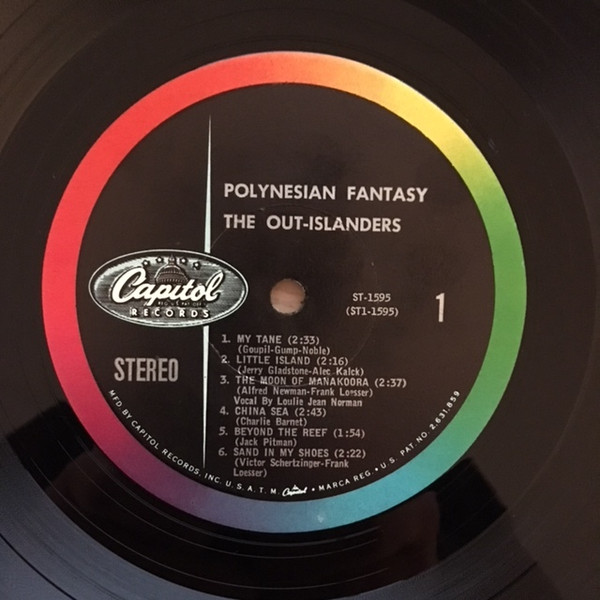 POLYNESIAN FANTASY
THE OUT-ISLANDERS
Capitol
RECORDS
ST-1595
(ST1-1595)
1
STEREO
1. MY TANE (2:33)
(Goupil-Gump-Noble)
2. LITTLE ISLAND (2:16)
(Jerry Gladstone-Alec Kalck)
3. THE MOON OF MANAKOORA (2:37)
(Alfred Newman-Frank Loesser)
Vocal By Loulie Jean Norman
4. CHINA SEA (2:43)
(Charlie Barnet)
5. BEYOND THE REEF (1:54)
(Jack Pitman)
6. SAND IN MY SHOES (2:22)
(Victor Schertzinger-Frank
Loesser)
MFD. BY CAPITOL RECORDS, INC. U.S.A. T.M. Capitol • MARCA REG. • U.S. PAT. NO. 2,631,859